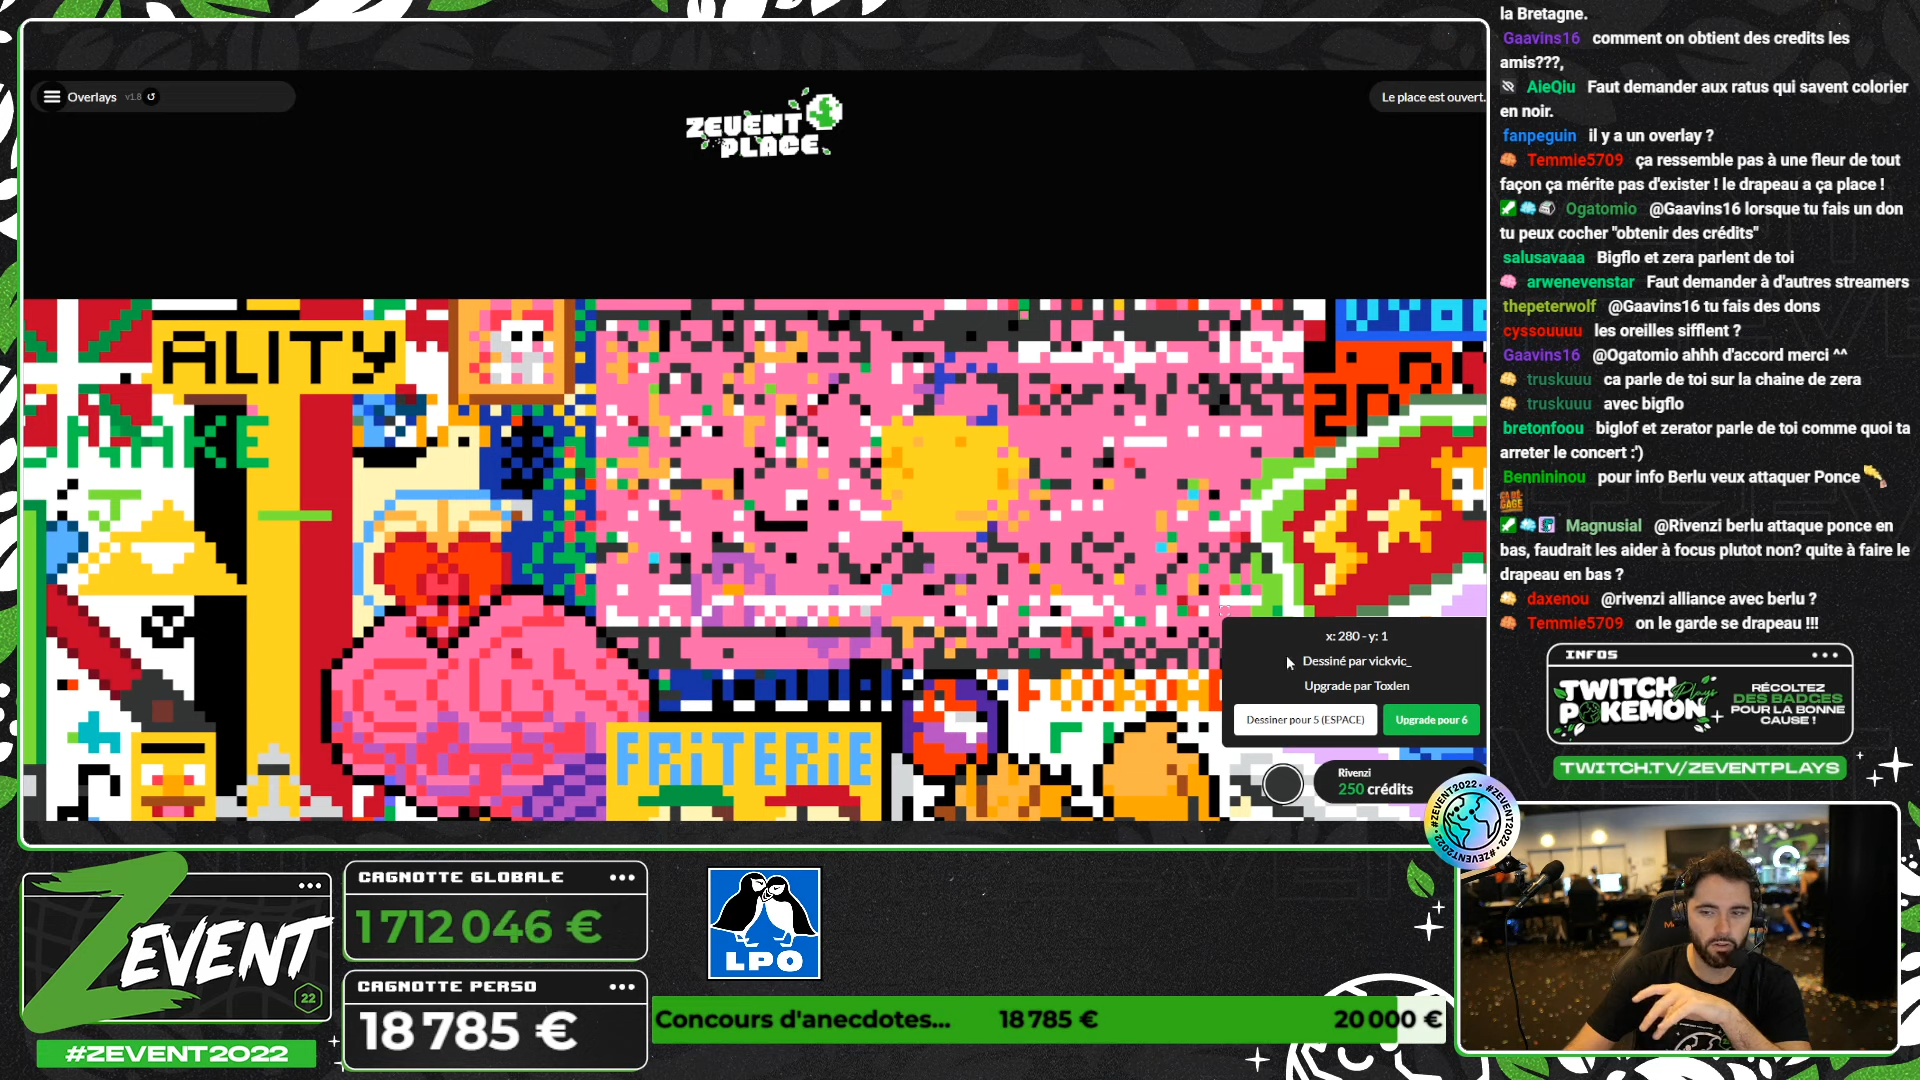 Overlays v1.8
ZEVENT
PLACE
Le place est ouvert.
ALITY
MAKE
FRiTERiE
x: 280 - y: 1
Dessiné par vickvic_
Upgrade par Toxlen
Dessiner pour 5 (ESPACE)
Upgrade pour 6
Rivenzi
250 crédits
la Bretagne.
Gaavins16 comment on obtient des credits les
amis???,
AieQiu Faut demander aux ratus qui savent colorier
en noir.
fanpeguin il y a un overlay ?
Temmie5709 ça ressemble pas à une fleur de tout
façon ça mérite pas d'exister ! le drapeau a ça place !
Ogatomio @Gaavins16 lorsque tu fais un don
tu peux cocher "obtenir des crédits"
salusavaaa Bigflo et zera parlent de toi
arwenevenstar Faut demander à d'autres streamers
thepeterwolf @Gaavins16 tu fais des dons
cyssouuuu les oreilles sifflent ?
Gaavins16 @Ogatomio ahhh d'accord merci ^^
truskuuu ca parle de toi sur la chaine de zera
truskuuu avec bigflo
bretonfoou biglof et zerator parle de toi comme quoi ta
arreter le concert :')
Bennininou pour info Berlu veux attaquer Ponce
Magnusial @Rivenzi berlu attaque ponce en
bas, faudrait les aider à focus plutot non? quite à faire le
drapeau en bas ?
daxenou @rivenzi alliance avec berlu ?
Temmie5709 on le garde se drapeau !!!
INFOS
TWITCH Plays
POKEMON
RÉCOLTEZ
DES BADGES
POUR LA BONNE
CAUSE !
TWITCH.TV/ZEVENTPLAYS
#ZEVENT2022 • #ZEVENT2022 • #ZEVENT2022
ZEVENT
22
#ZEVENT2022
CAGNOTTE GLOBALE
1 712 046 €
CAGNOTTE PERSO
18 785 €
LPO
Concours d'anecdotes... 18 785 € 20 000 €